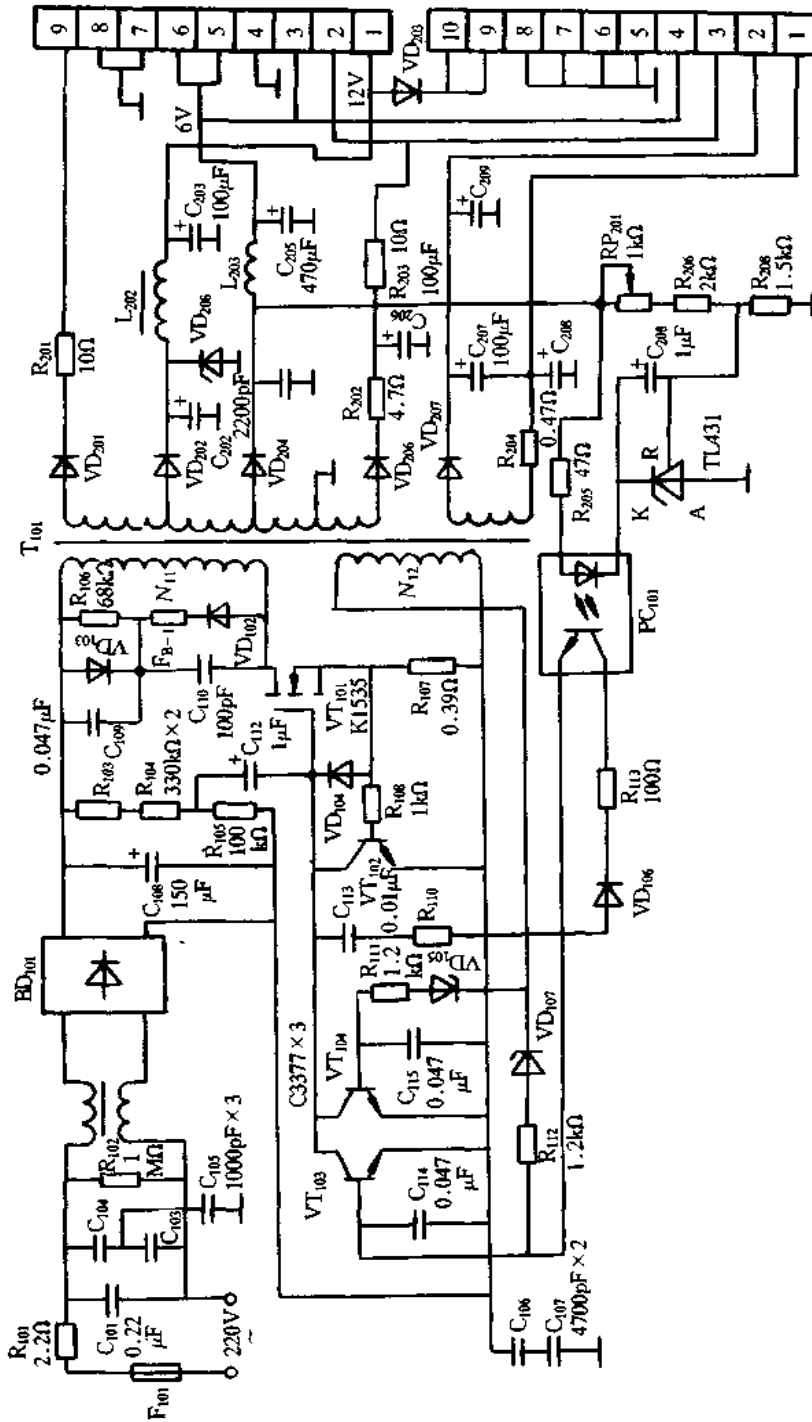 F₁₀₁
R₁₀₁
2.2Ω
220V
~
C₁₀₁
0.22
μF
C₁₀₄
C₁₀₃
R₁₀₂
1
MΩ
C₁₀₅
1000pF×3
BD₁₀₁
C₁₀₈
150
μF
0.047μF
R₁₀₃
R₁₀₄
330kΩ×2
R₁₀₅
100
kΩ
C₁₀₉
VD₁₀₃
R₁₀₆
68kΩ
N₁₁
F_B-1
VD₁₀₂
C₁₁₀
100pF
C₁₁₂
1μF
VT₁₀₁
K1535
R₁₀₇
0.39Ω
VD₁₀₄
R₁₀₈
1kΩ
VT₁₀₂
0.01μF
C₁₁₃
R₁₁₀
R₁₁₁
1.2
kΩ
VD₁₀₅
C3377×3
VT₁₀₄
C₁₁₅
0.047
μF
VT₁₀₃
C₁₁₄
0.047
μF
C₁₀₆
C₁₀₇
4700pF×2
R₁₁₂
1.2kΩ
VD₁₀₇
VD₁₀₆
R₁₁₃
100Ω
N₁₂
PC₁₀₁
T₁₀₁
VD₂₀₁
R₂₀₁
10Ω
VD₂₀₂
C₂₀₂
2200pF
VD₂₀₆
L₂₀₂
C₂₀₃
100μF
VD₂₀₄
L₂₀₃
C₂₀₅
470μF
VD₂₀₆
R₂₀₂
4.7Ω
R₂₀₃
10Ω
100μF
VD₂₀₇
C₂₀₇
100μF
C₂₀₉
R₂₀₄
0.47Ω
C₂₀₈
R₂₀₅
47Ω
K
R
A
TL431
C₂₀₈
1μF
RP₂₀₁
1kΩ
R₂₀₆
2kΩ
R₂₀₈
1.5kΩ
6V
12V
VD₂₀₃
9
8
7
6
5
4
3
2
1
10
9
8
7
6
5
4
3
2
1